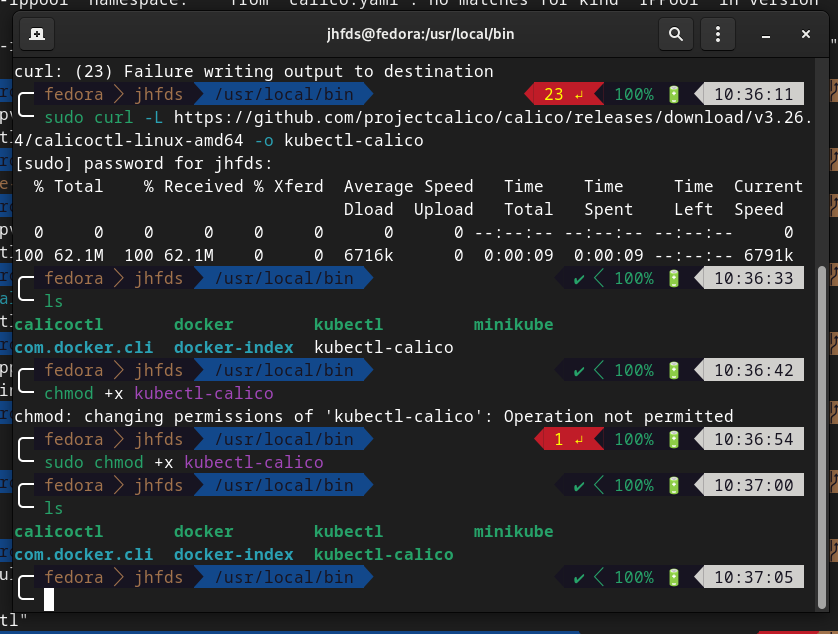 -ippool namespace: "" from "calico.yaml": no matches for kind "IPPool" in version
jhfds@fedora:/usr/local/bin
curl: (23) Failure writing output to destination
fedora jhfds /usr/local/bin 23 100% 10:36:11
sudo curl -L https://github.com/projectcalico/calico/releases/download/v3.26.
4/calicoctl-linux-amd64 -o kubectl-calico
[sudo] password for jhfds:
% Total % Received % Xferd Average Speed Time Time Time Current
Dload Upload Total Spent Left Speed
0 0 0 0 0 0 0 0 --:--:-- --:--:-- --:--:-- 0
100 62.1M 100 62.1M 0 0 6716k 0 0:00:09 0:00:09 --:--:-- 6791k
fedora jhfds /usr/local/bin ✔ 100% 10:36:33
ls
calicoctl docker kubectl minikube
com.docker.cli docker-index kubectl-calico
fedora jhfds /usr/local/bin ✔ 100% 10:36:42
chmod +x kubectl-calico
chmod: changing permissions of 'kubectl-calico': Operation not permitted
fedora jhfds /usr/local/bin 1 100% 10:36:54
sudo chmod +x kubectl-calico
fedora jhfds /usr/local/bin ✔ 100% 10:37:00
ls
calicoctl docker kubectl minikube
com.docker.cli docker-index kubectl-calico
fedora jhfds /usr/local/bin ✔ 100% 10:37:05
tl"